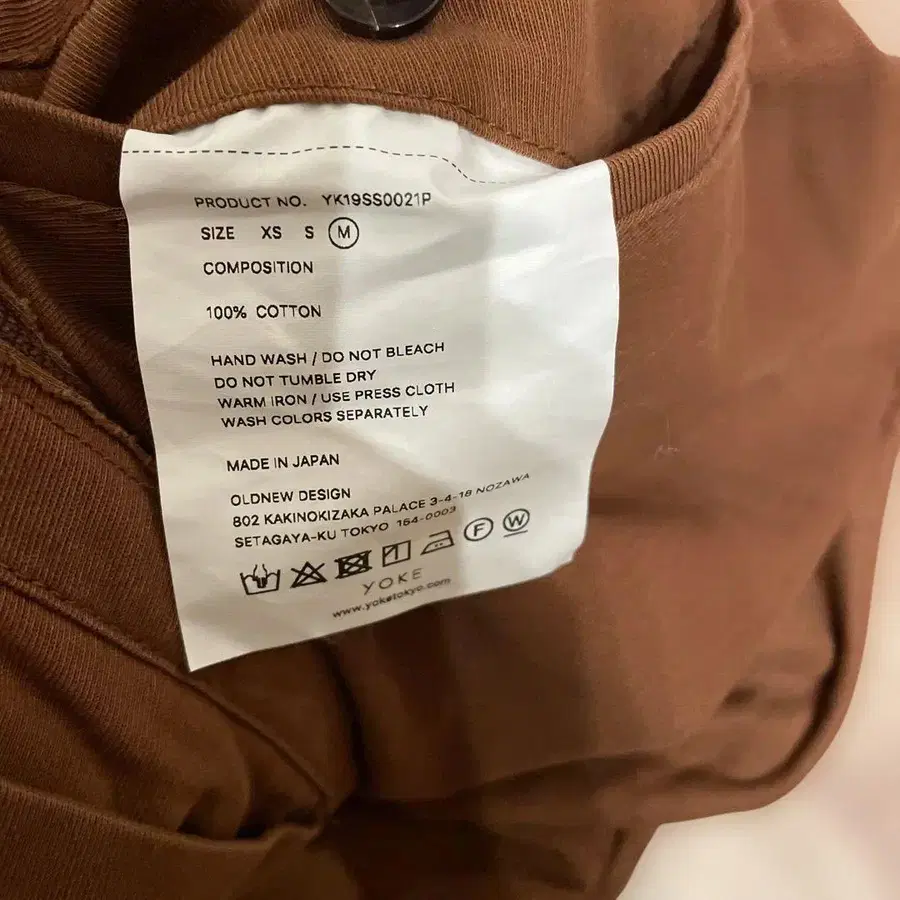 PRODUCT NO. YK19SS0021P
SIZE XS S M
COMPOSITION
100% COTTON
HAND WASH / DO NOT BLEACH
DO NOT TUMBLE DRY
WARM IRON / USE PRESS CLOTH
WASH COLORS SEPARATELY
MADE IN JAPAN
OLDNEW DESIGN
802 KAKINOKIZAKA PALACE 3-4-18 NOZAWA
SETAGAYA-KU TOKYO 154-0003
F W
YOKE
www.yoketokyo.com